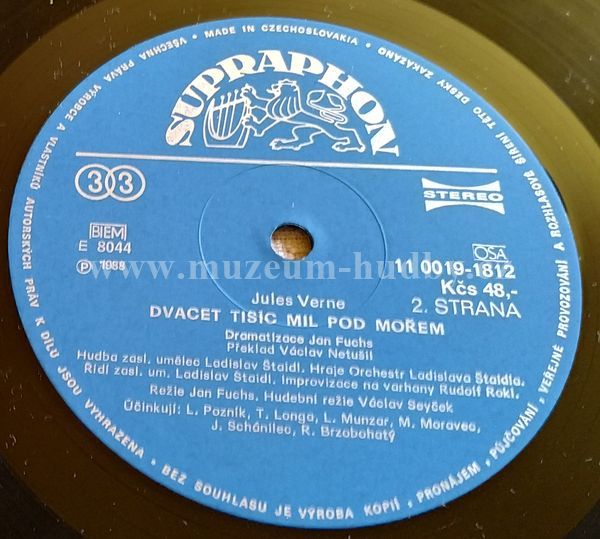 VŠECHNA PRÁVA VÝROBCE A VLASTNÍKŮ AUTORSKÝCH PRÁV K DÍLU JSOU VYHRAZENA • BEZ SOUHLASU JE VÝROBA KOPIÍ, PRONÁJEM, PŮJČOVÁNÍ, VEŘEJNÉ PROVOZOVÁNÍ A ROZHLASOVÉ ŠÍŘENÍ TÉTO DESKY ZAKÁZÁNO • MADE IN CZECHOSLOVAKIA •
SUPRAPHON
33
STEREO
BIEM
E 8044
℗ 1988
OSA
11 0019-1812
Kčs 48,-
2. STRANA
www.muzeum-hudby.
Jules Verne
DVACET TISÍC MIL POD MOŘEM
Dramatizace Jan Fuchs
Překlad Václav Netušil
Hudba zasl. umělec Ladislav Štaidl. Hraje Orchestr Ladislava Štaidla.
Řídí zasl. um. Ladislav Štaidl. Improvizace na varhany Rudolf Rokl.
Režie Jan Fuchs. Hudební režie Václav Seyček
Účinkují: L. Pozník, T. Longa, L. Munzar, M. Moravec,
J. Schánilec, R. Brzobohatý